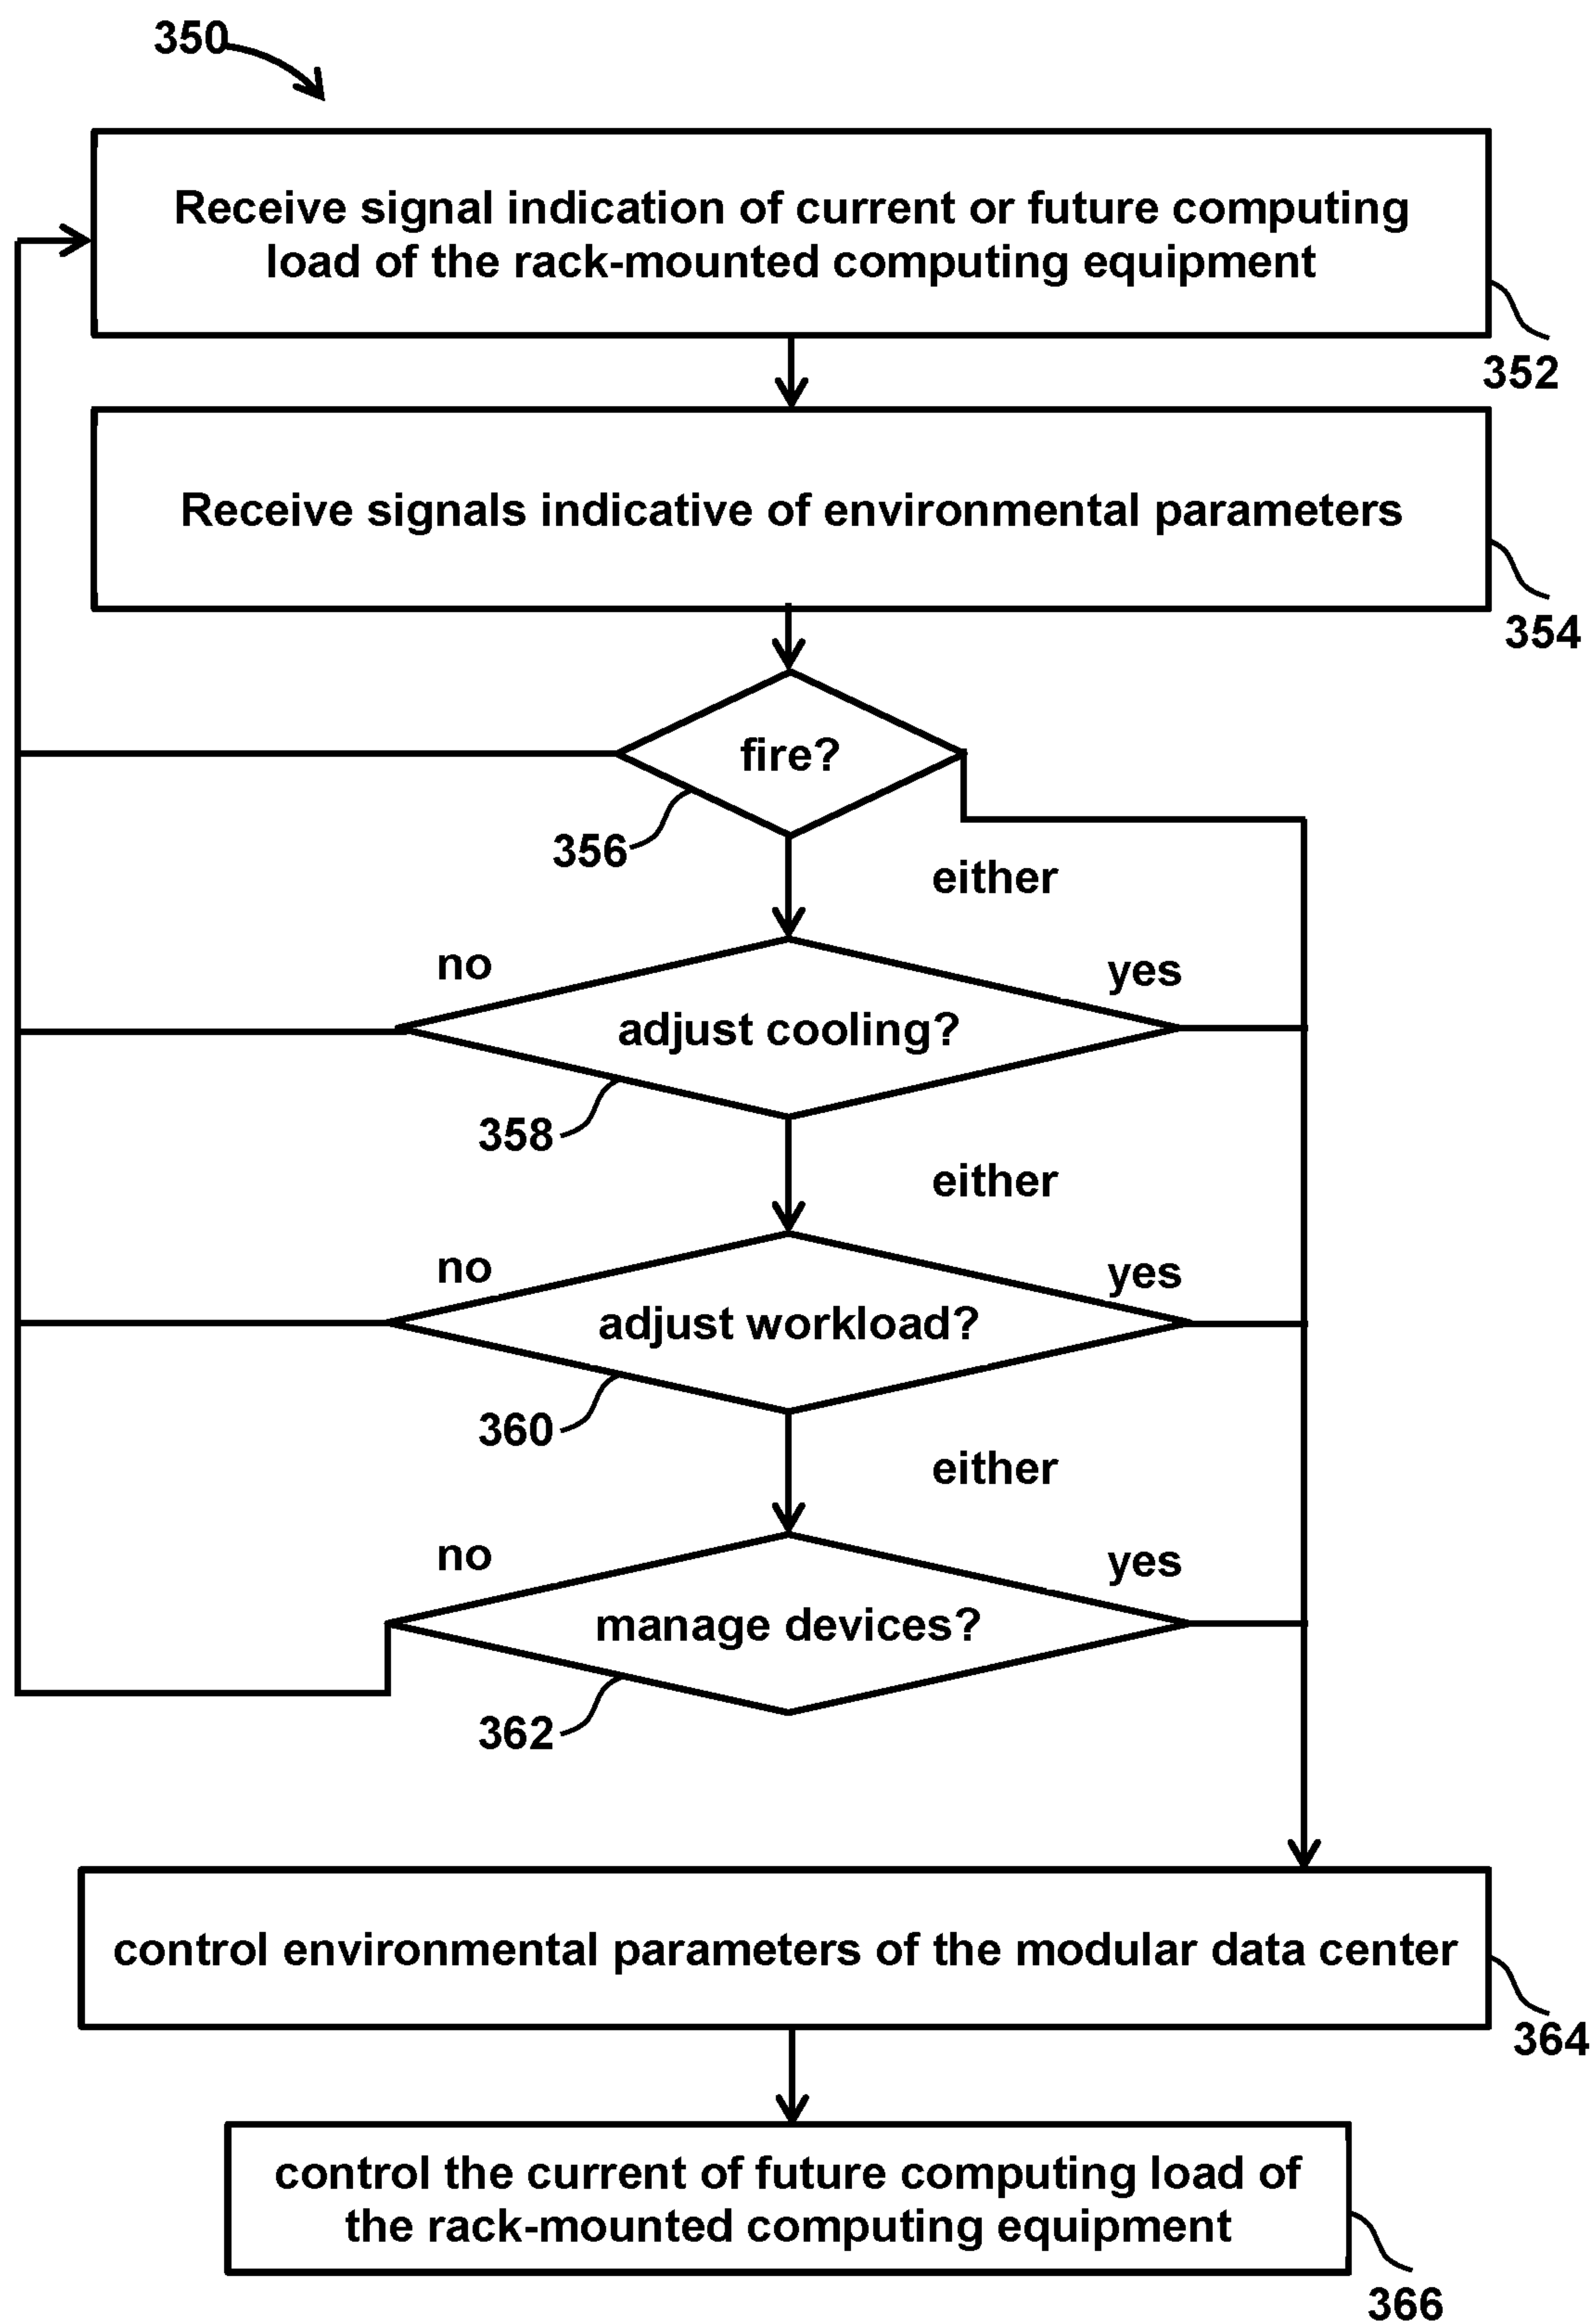 350
Receive signal indication of current or future computing
load of the rack-mounted computing equipment
352
Receive signals indicative of environmental parameters
354
fire?
356
either
no
yes
adjust cooling?
358
either
no
yes
adjust workload?
360
either
no
yes
manage devices?
362
control environmental parameters of the modular data center
364
control the current of future computing load of
the rack-mounted computing equipment
366